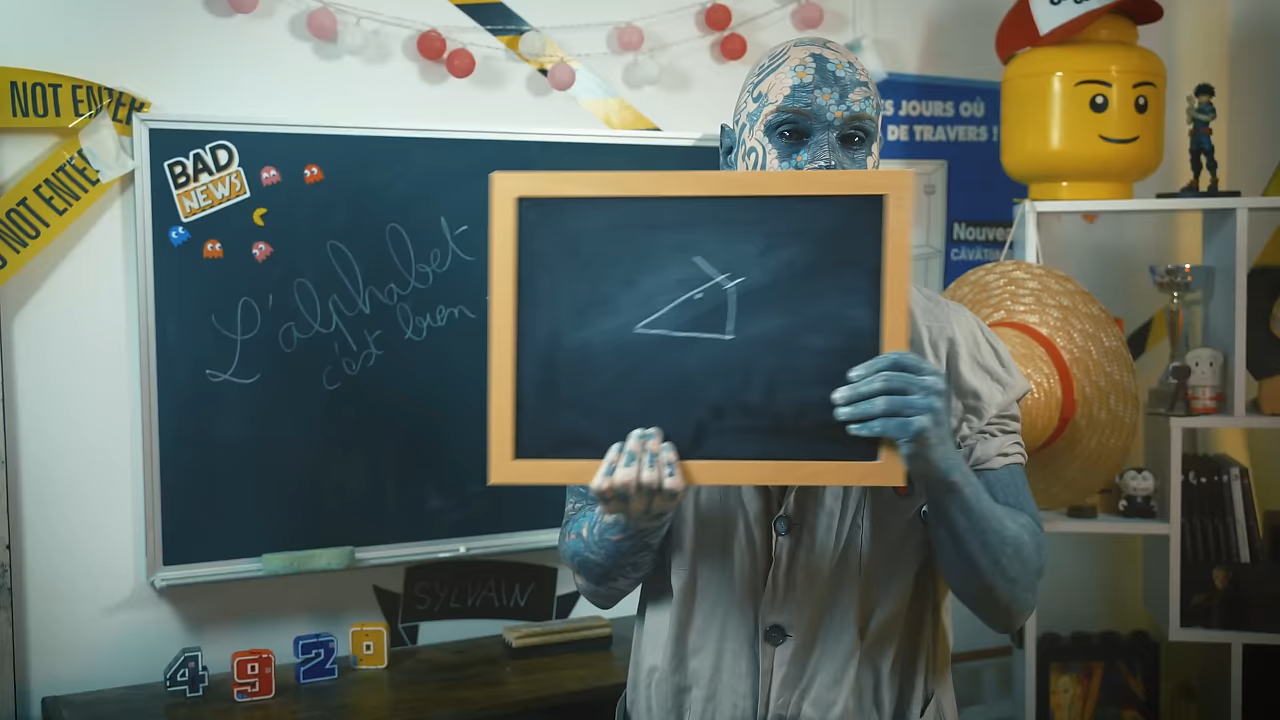 NOT ENTER
NOT ENTE
BAD
NEWS
L'alphabet
c'est bien
S JOURS OÙ
DE TRAVERS !
Nouve
SYLVAIN
4 9 2 0